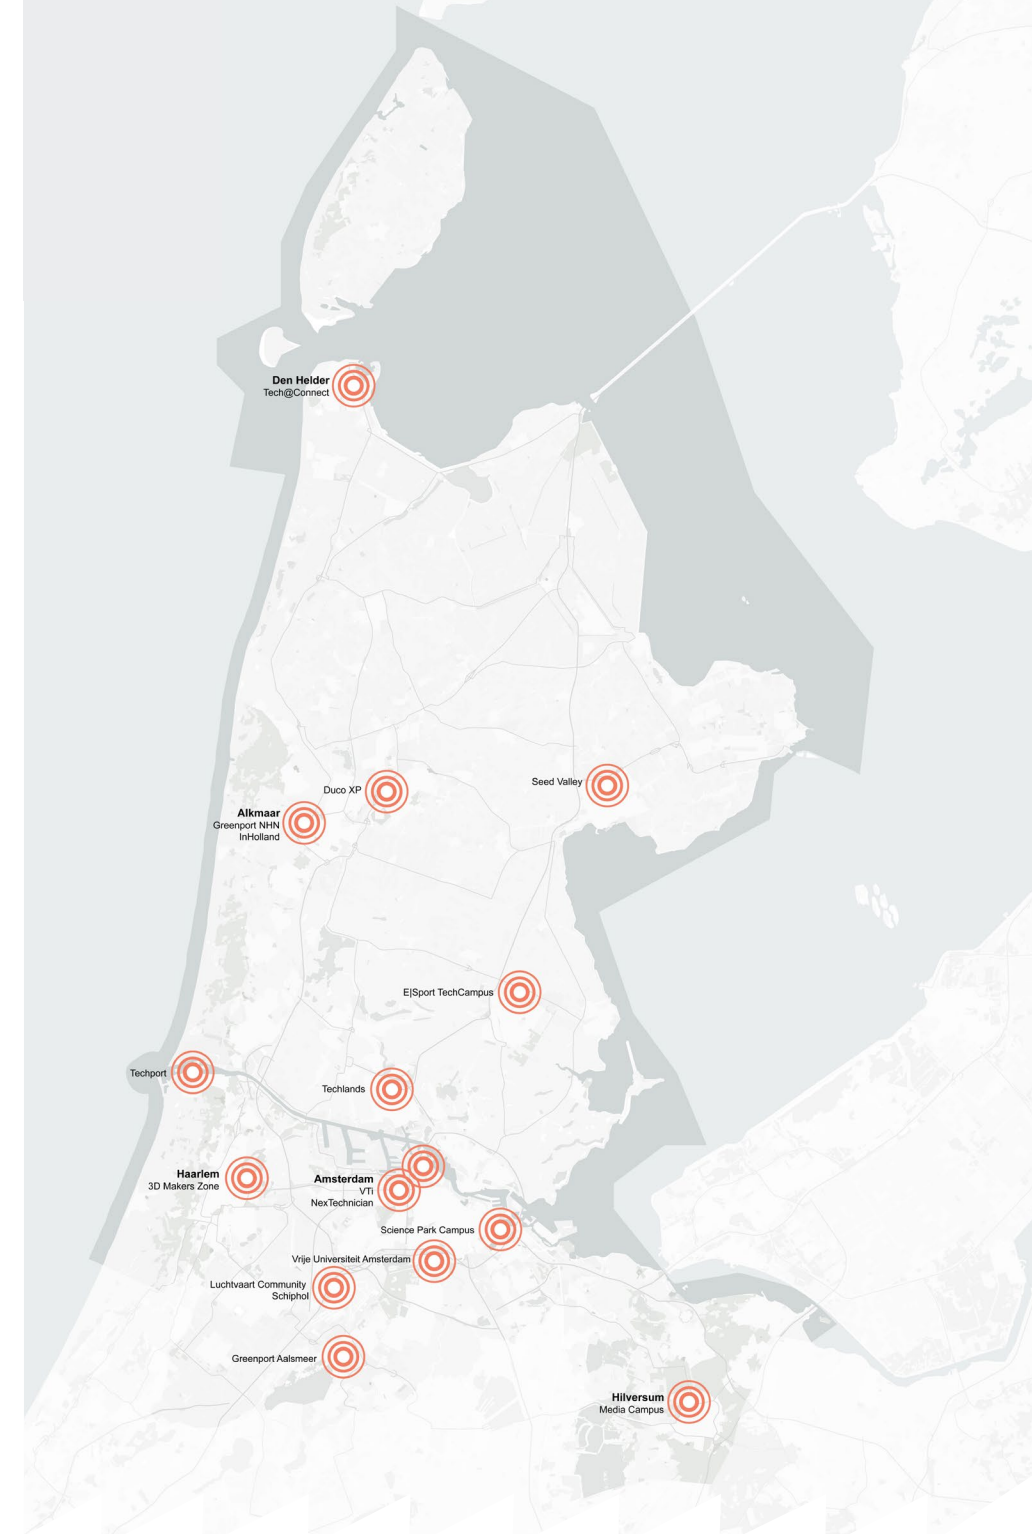 Den Helder
Tech@Connect
Seed Valley
Duco XP
Alkmaar
Greenport NHN
InHolland
E|Sport TechCampus
Techport
Techlands
Haarlem
3D Makers Zone
Amsterdam
VTi
NexTechnician
Science Park Campus
Vrije Universiteit Amsterdam
Luchtvaart Community
Schiphol
Greenport Aalsmeer
Hilversum
Media Campus